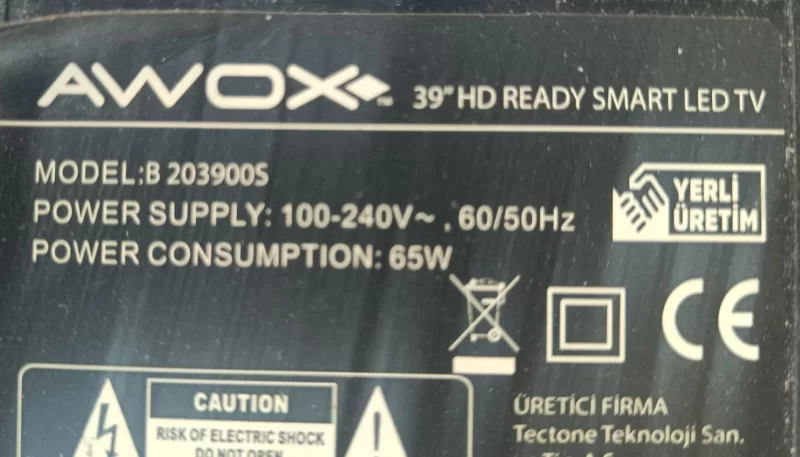 AWOX™ 39" HD READY SMART LED TV
MODEL:B 203900S
POWER SUPPLY: 100-240V~ , 60/50Hz
POWER CONSUMPTION: 65W
YERLİ
ÜRETİM
CE
CAUTION
RISK OF ELECTRIC SHOCK
DO NOT OPEN
ÜRETİCİ FİRMA
Tectone Teknoloji San.